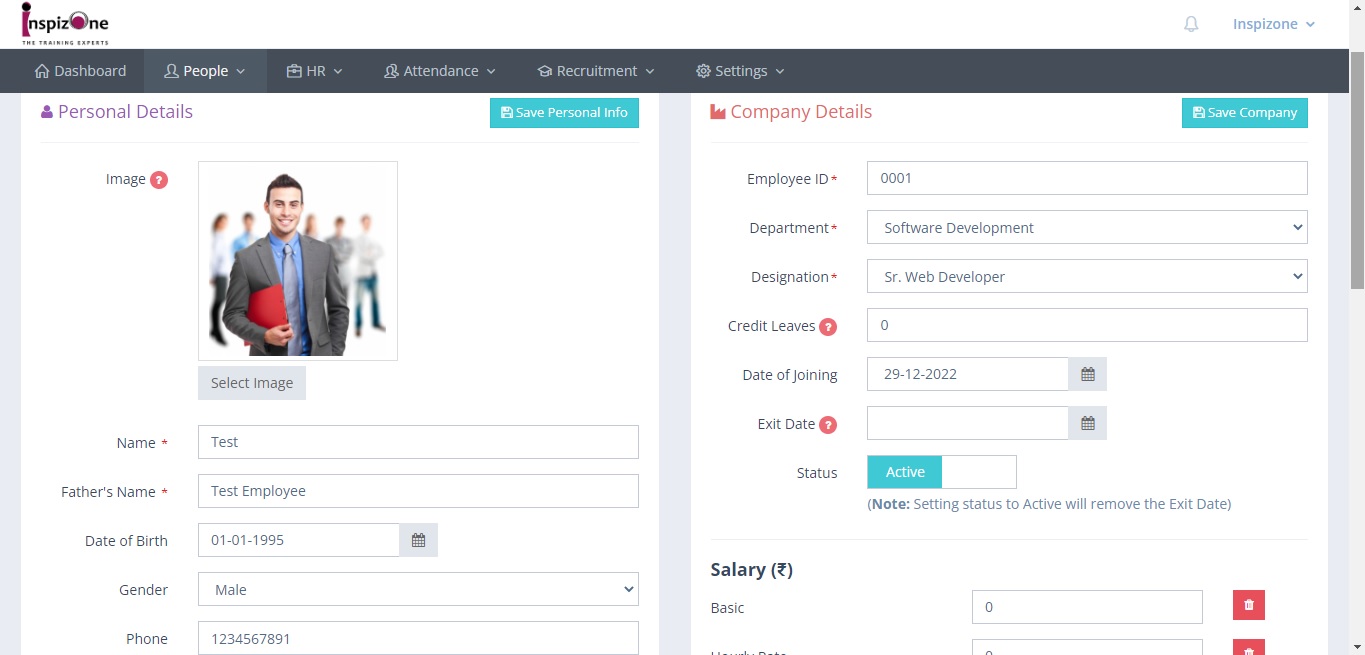 InspizOne
THE TRAINING EXPERTS
Inspizone
Dashboard People HR Attendance Recruitment Settings
Personal Details
Save Personal Info
Image ?
Select Image
Name * Test
Father's Name * Test Employee
Date of Birth 01-01-1995
Gender Male
Phone 1234567891
Company Details
Save Company
Employee ID* 0001
Department* Software Development
Designation* Sr. Web Developer
Credit Leaves ? 0
Date of Joining 29-12-2022
Exit Date ?
Status Active
(Note: Setting status to Active will remove the Exit Date)
Salary (₹)
Basic 0
Hourly Rate 0